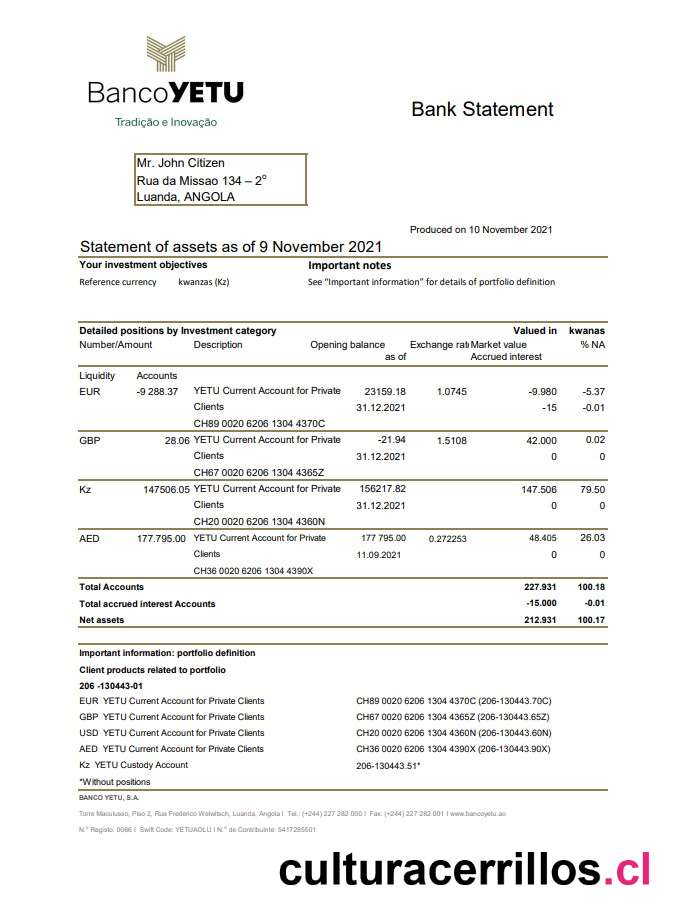 BancoYETU
Tradição e Inovação
Bank Statement
Mr. John Citizen
Rua da Missao 134 – 2º
Luanda, ANGOLA
Produced on 10 November 2021
Statement of assets as of 9 November 2021
Your investment objectives Important notes
Reference currency kwanzas (Kz) See “Important information” for details of portfolio definition
Detailed positions by Investment category Valued in kwanas
Number/Amount Description Opening balance Exchange rati Market value % NA
as of Accrued interest
Liquidity Accounts
EUR -9 288.37 YETU Current Account for Private 23159.18 1.0745 -9.980 -5.37
Clients 31.12.2021 -15 -0.01
CH89 0020 6206 1304 4370C
GBP 28.06 YETU Current Account for Private -21.94 1.5108 42.000 0.02
Clients 31.12.2021 0 0
CH67 0020 6206 1304 4365Z
Kz 147506.05 YETU Current Account for Private 156217.82 147.506 79.50
Clients 31.12.2021 0 0
CH20 0020 6206 1304 4360N
AED 177.795.00 YETU Current Account for Private 177 795.00 0.272253 48.405 26.03
Clients 11.09.2021 0 0
CH36 0020 6206 1304 4390X
Total Accounts 227.931 100.18
Total accrued interest Accounts -15.000 -0.01
Net assets 212.931 100.17
Important information: portfolio definition
Client products related to portfolio
206 -130443-01
EUR YETU Current Account for Private Clients CH89 0020 6206 1304 4370C (206-130443.70C)
GBP YETU Current Account for Private Clients CH67 0020 6206 1304 4365Z (206-130443.65Z)
USD YETU Current Account for Private Clients CH20 0020 6206 1304 4360N (206-130443.60N)
AED YETU Current Account for Private Clients CH36 0020 6206 1304 4390X (206-130443.90X)
Kz YETU Custody Account 206-130443.51*
*Without positions
BANCO YETU, S.A.
Torre Maculusso, Piso 2, Rua Frederico Welwitsch, Luanda, Angola I Tel.: (+244) 227 282 000 I Fax: (+244) 227 282 001 I www.bancoyetu.ao
N.º Registo: 0066 I Swift Code: YETUAOLU I N.º de Contribuinte: 5417285501
culturacerrillos.cl